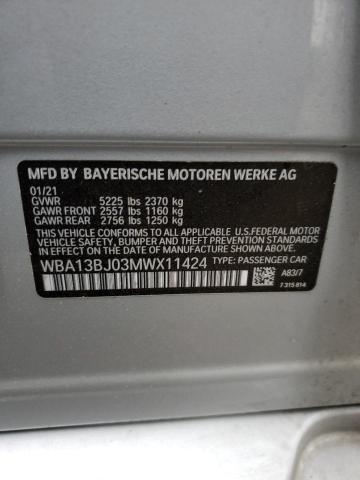 MFD BY BAYERISCHE MOTOREN WERKE AG
01/21
GVWR 5225 lbs 2370 kg
GAWR FRONT 2557 lbs 1160 kg
GAWR REAR 2756 lbs 1250 kg
THIS VEHICLE CONFORMS TO ALL APPLICABLE U.S.FEDERAL MOTOR
VEHICLE SAFETY, BUMPER, AND THEFT PREVENTION STANDARDS
IN EFFECT ON THE DATE OF MANUFACTURE SHOWN ABOVE.
WBA13BJ03MWX11424 TYPE: PASSENGER CAR
A83/7
7 315 814